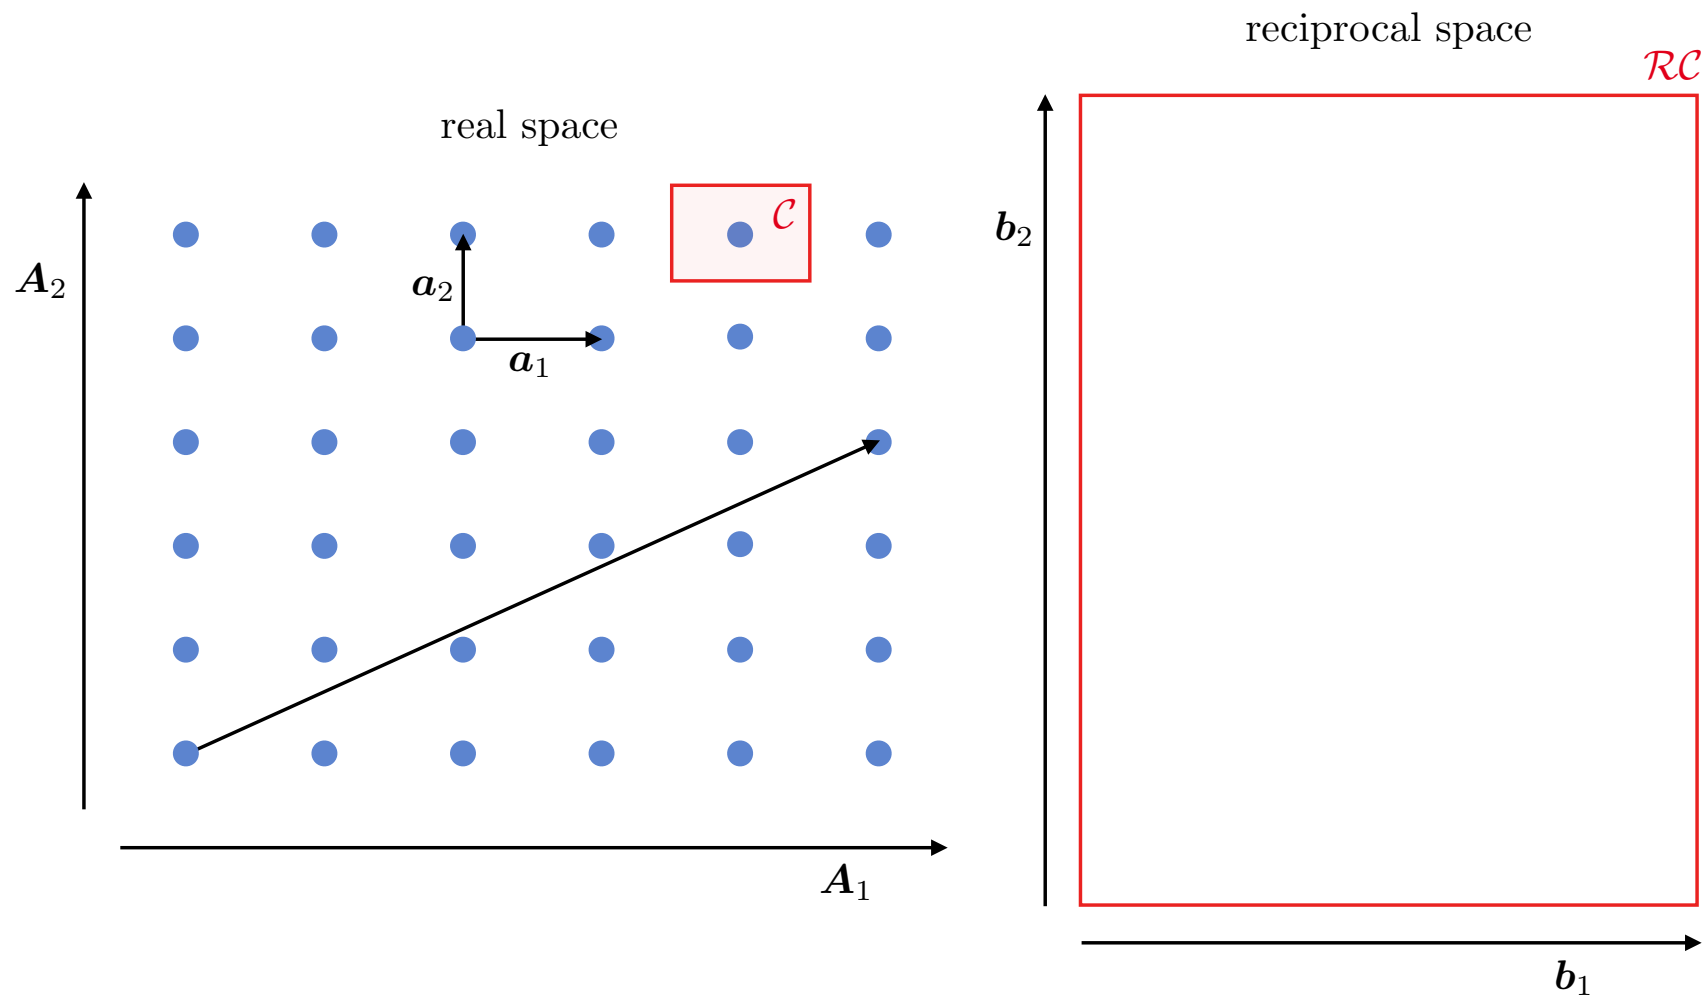 real space
𝑨₂
𝒂₂
𝒂₁
𝒞
𝑨₁
reciprocal space
ℛ𝒞
𝒃₂
𝒃₁